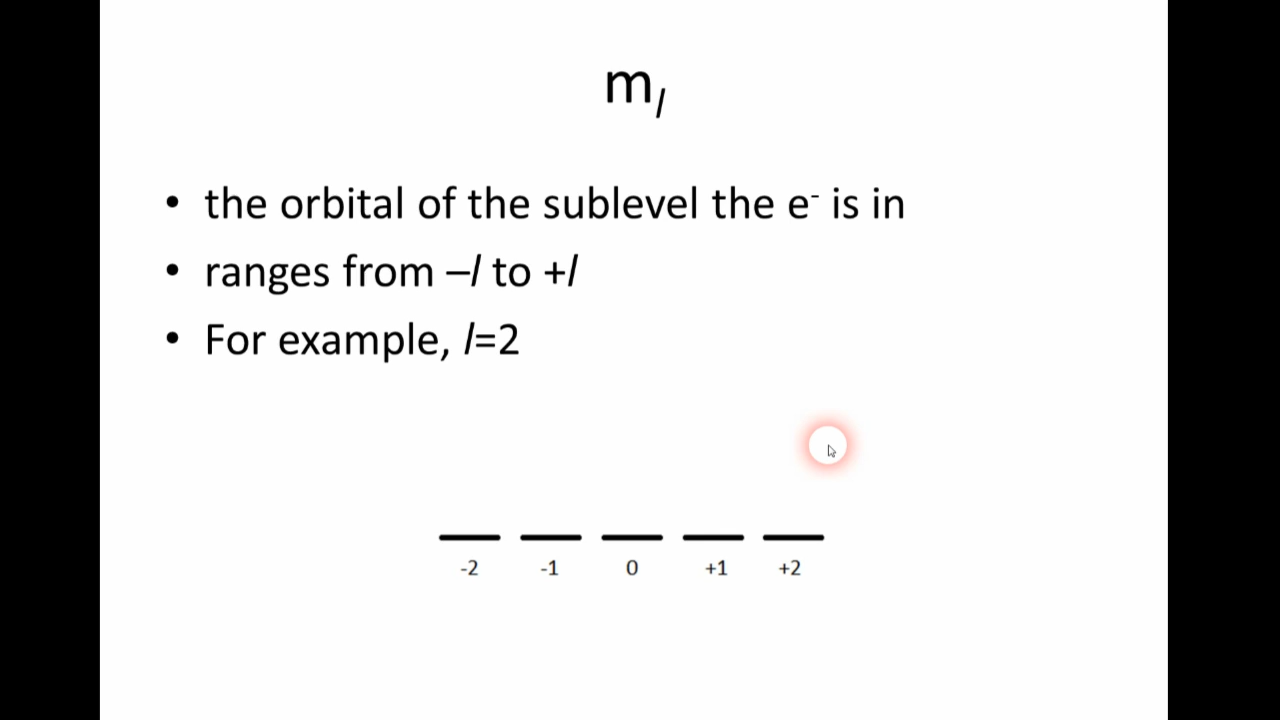 mₗ
• the orbital of the sublevel the e⁻ is in
• ranges from –l to +l
• For example, l=2
-2 -1 0 +1 +2